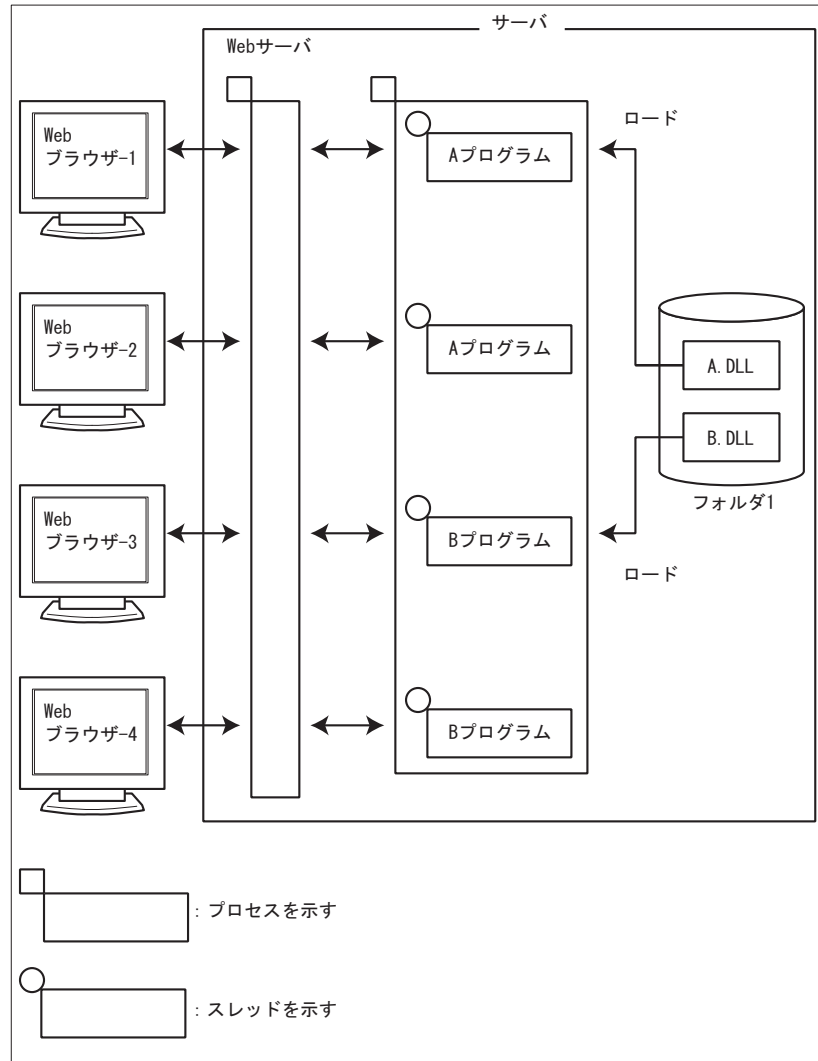 サーバ
Webサーバ
Web
ブラウザ-1
Aプログラム
ロード
Web
ブラウザ-2
Aプログラム
A.DLL
B.DLL
フォルダ1
Web
ブラウザ-3
Bプログラム
ロード
Web
ブラウザ-4
Bプログラム
：プロセスを示す
：スレッドを示す